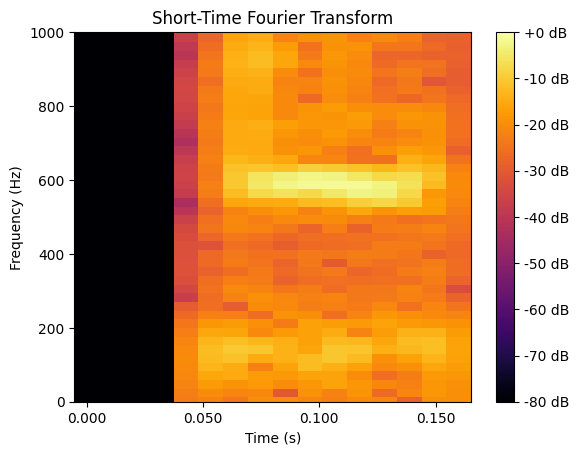 Short-Time Fourier Transform
1000
800
600
400
200
0
Frequency (Hz)
0.000
0.050
0.100
0.150
Time (s)
+0 dB
-10 dB
-20 dB
-30 dB
-40 dB
-50 dB
-60 dB
-70 dB
-80 dB